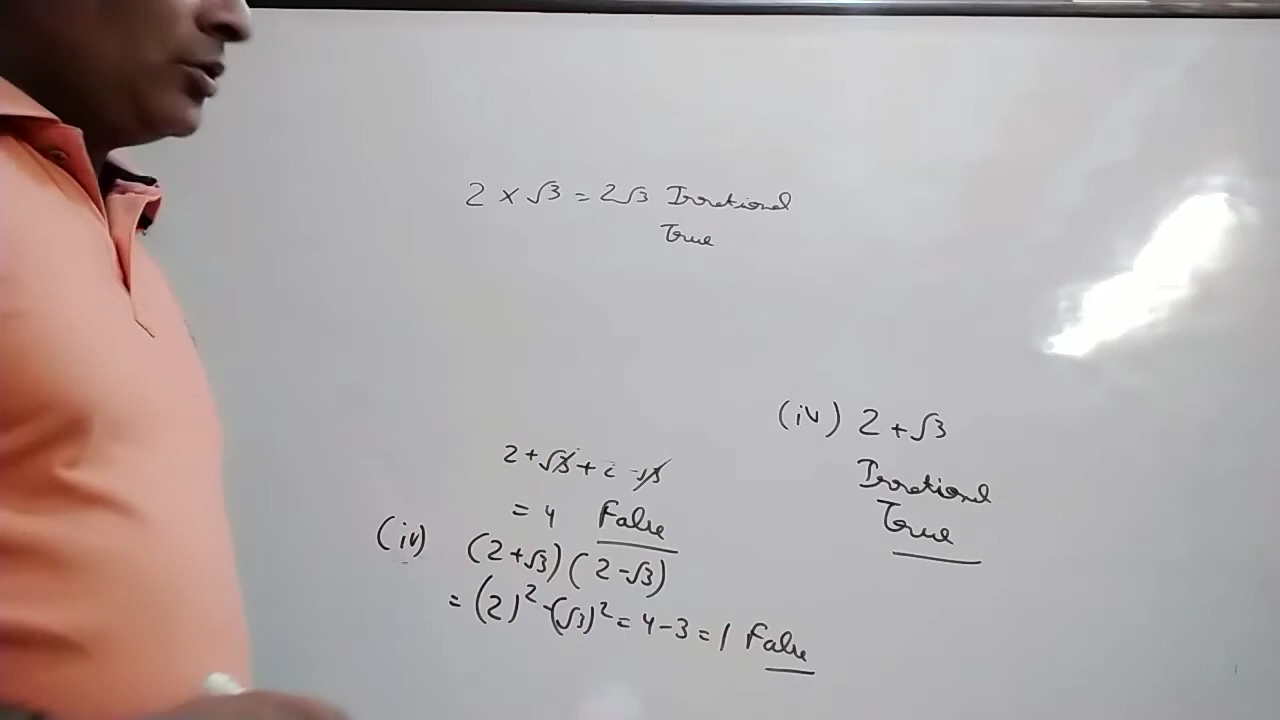 2 × √3 = 2√3 Irrational
True
2 + √3 + 2 - √3
= 4 False
(iv) (2 + √3) (2 - √3)
= (2)² - (√3)² = 4 - 3 = 1 False
(iv) 2 + √3
Irrational
True